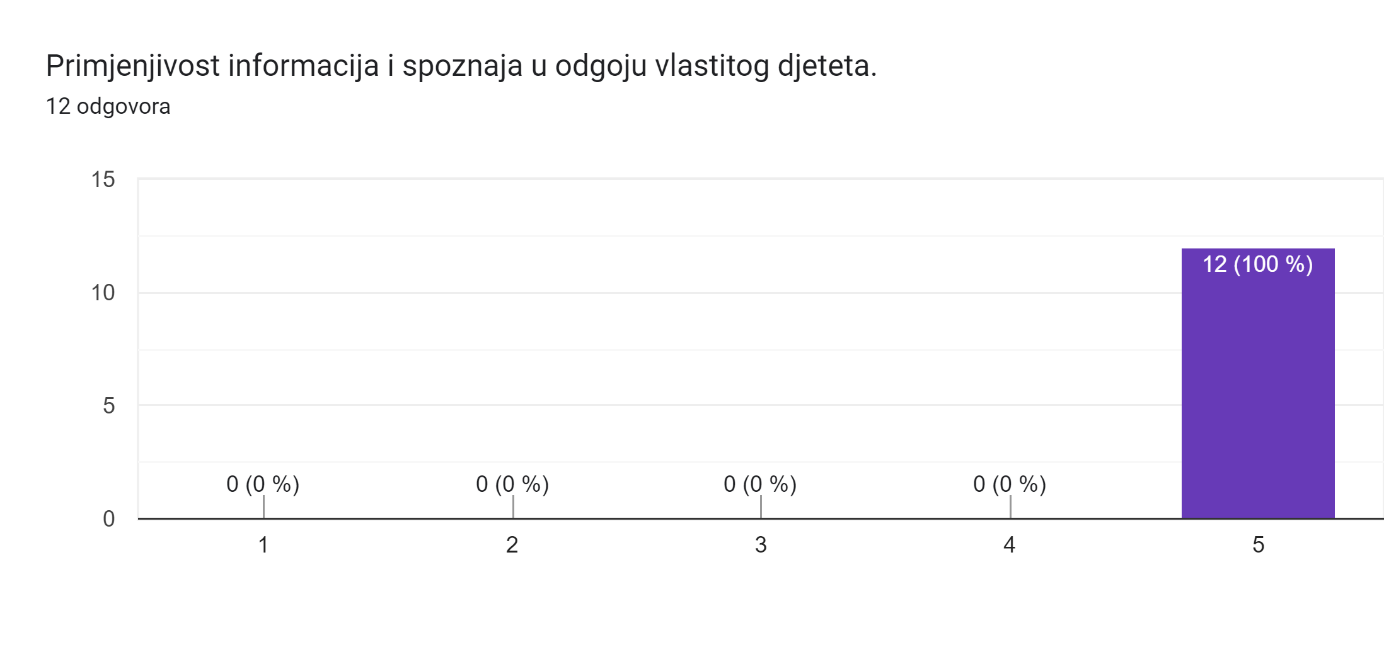 Primjenjivost informacija i spoznaja u odgoju vlastitog djeteta.
12 odgovora
15
10
5
0
12 (100 %)
0 (0 %)
0 (0 %)
0 (0 %)
0 (0 %)
1
2
3
4
5